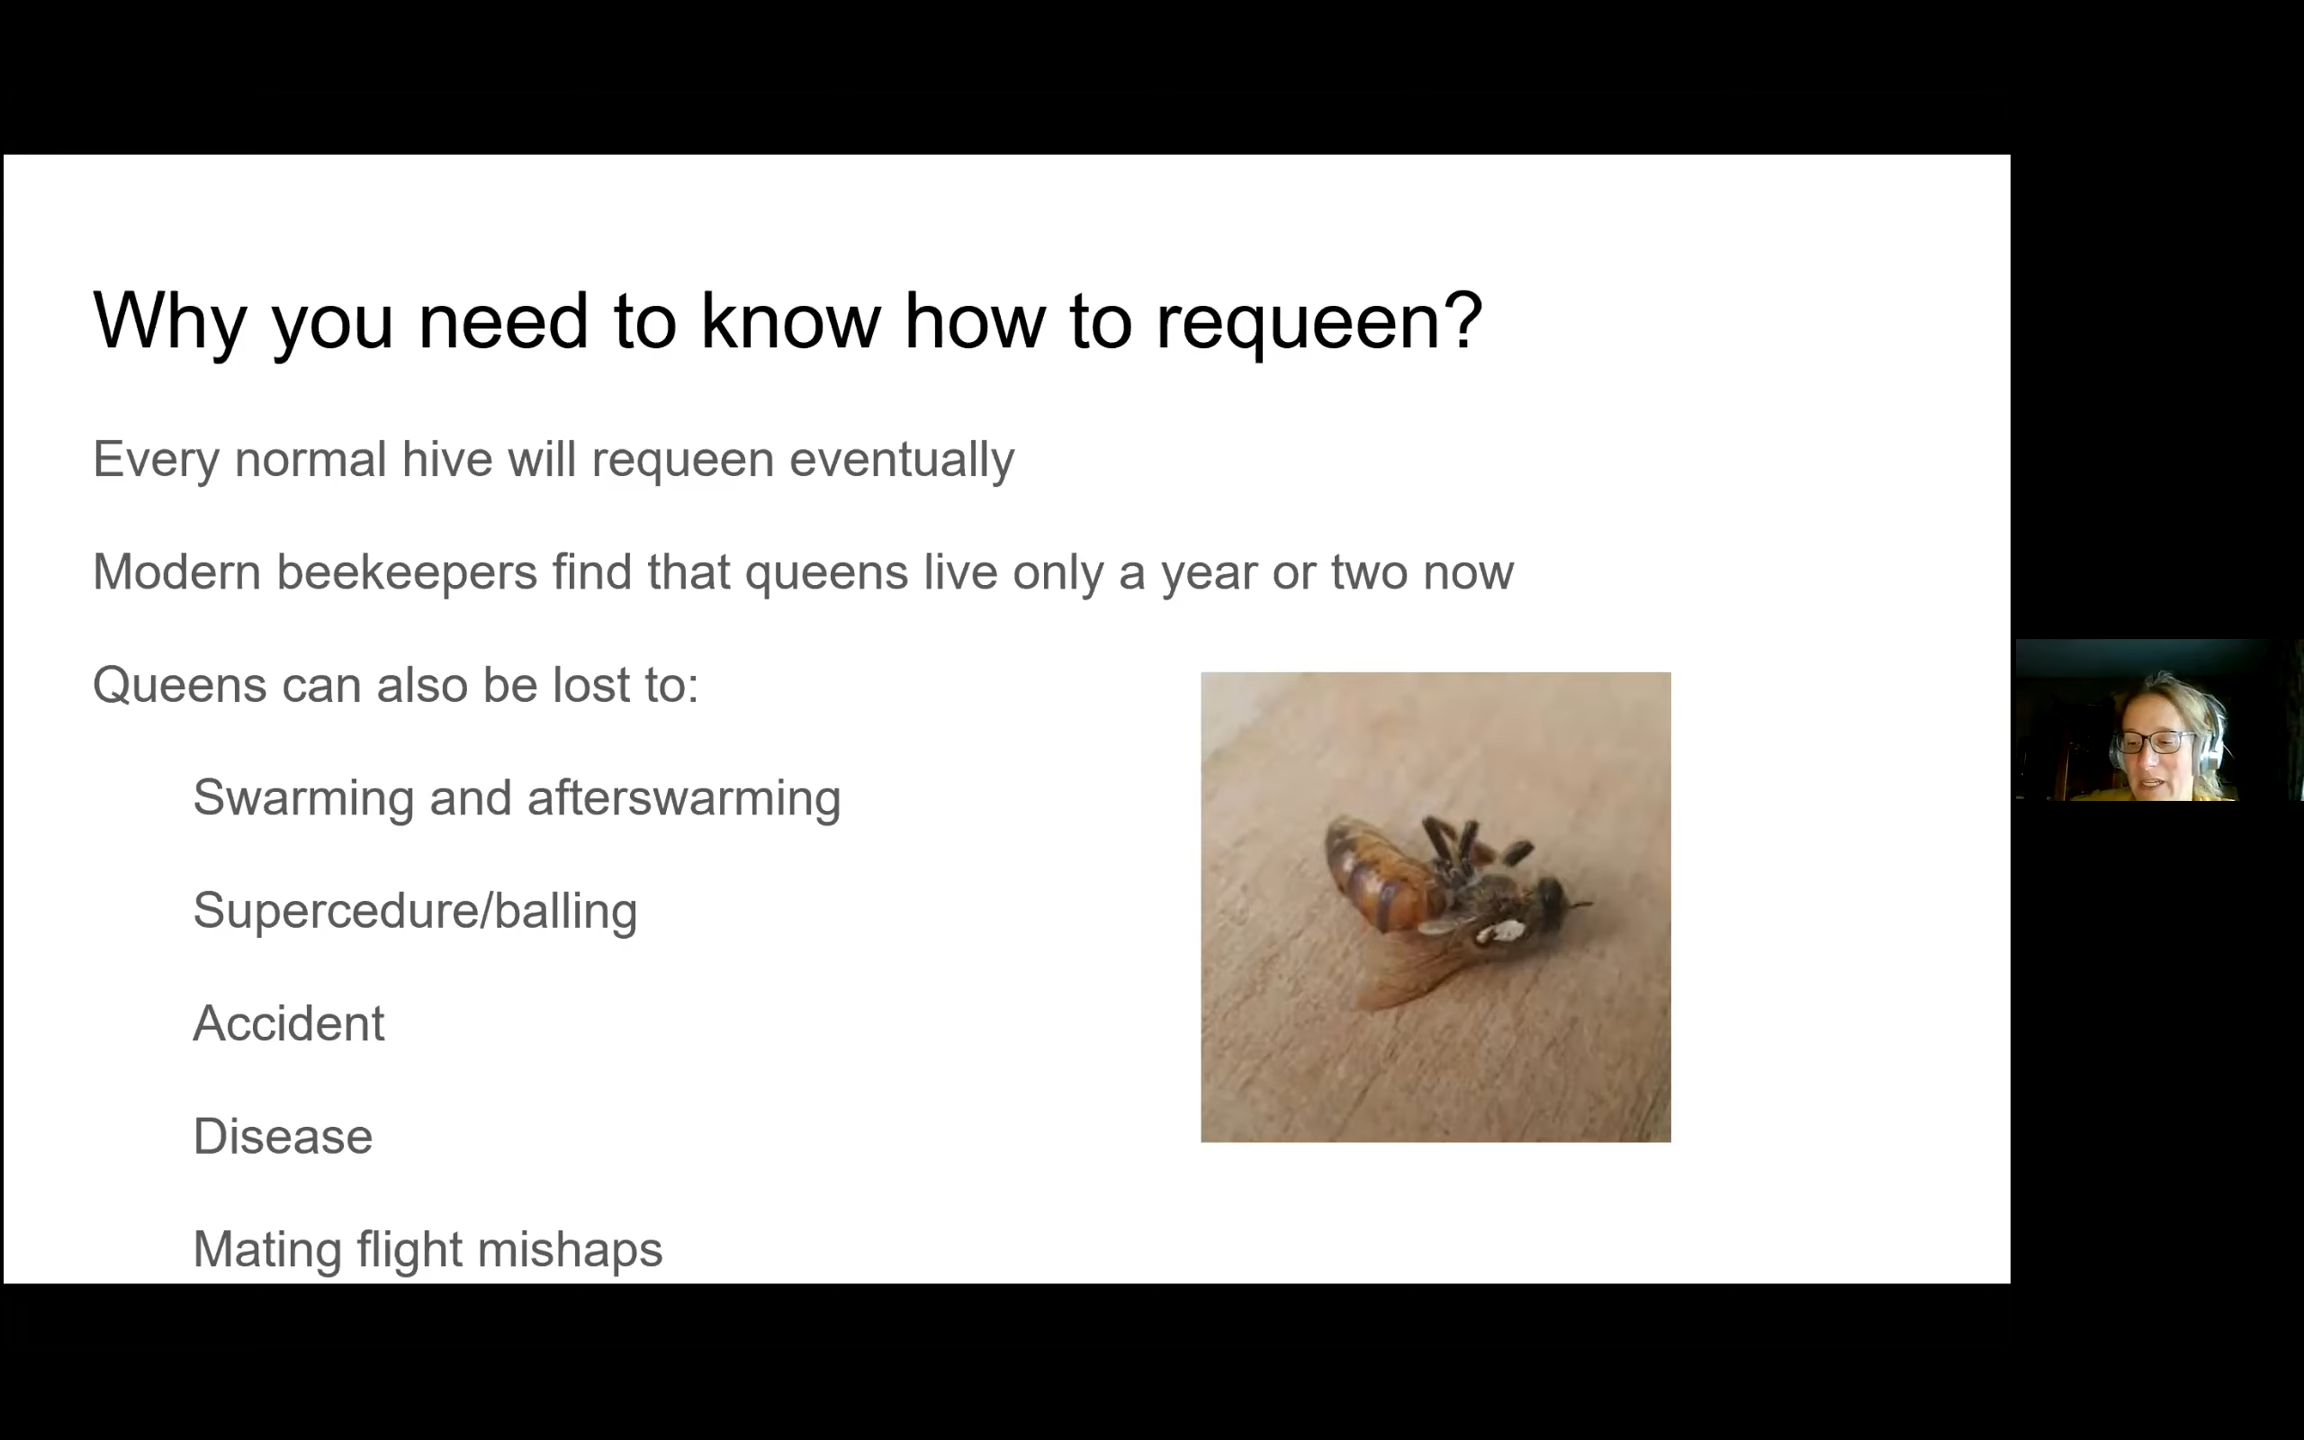 Why you need to know how to requeen?
Every normal hive will requeen eventually
Modern beekeepers find that queens live only a year or two now
Queens can also be lost to:
Swarming and afterswarming
Supercedure/balling
Accident
Disease
Mating flight mishaps